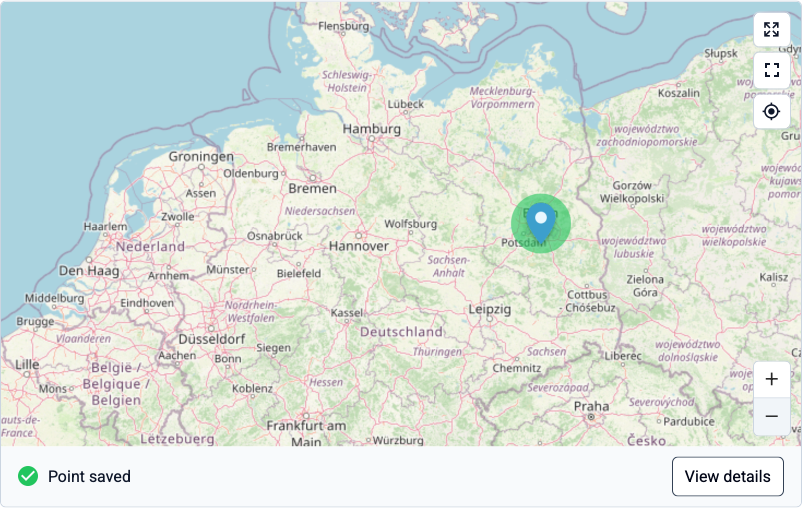 Flensburg
Słupsk
Schleswig-
Holstein
Mecklenburg-
Vorpommern
Koszalin
Lübeck
Hamburg
województwo
zachodniopomorskie
Bremerhaven
Groningen
Oldenburg
Assen
Bremen
Gorzów
Wielkopolski
Zwolle
Niedersachsen
Wolfsburg
Haarlem
Nederland
Osnabrück
Hannover
Potsdam
województwo
lubuskie
województwo
wielkopolskie
Den Haag
Arnhem
Münster
Bielefeld
Sachsen-
Anhalt
Zielona
Góra
Kalisz
Middelburg
Eindhoven
Cottbus
Chóśebuz
Brugge
Vlaanderen
Düsseldorf
Nordrhein-
Westfalen
Kassel
Leipzig
Deutschland
Aachen
Siegen
Thüringen
Sachsen
Liberec
województwo
dolnośląskie
Lille
België /
Belgique /
Belgien
Bonn
Chemnitz
Mons
Koblenz
Hessen
Severozápad
Severovýchod
Praha
Pardubice
auts-de-
France
Letzebuerg
Frankfurt am
Main
Würzburg
Česko
+
−
Point saved
View details